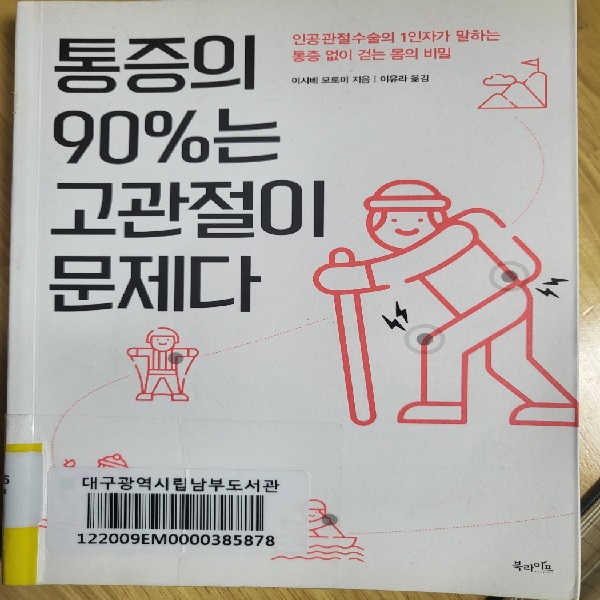 통증의
90%는
고관절이
문제다
인공관절수술의 1인자가 말하는
통증 없이 걷는 몸의 비밀
이시베 모토미 지음 | 이유라 옮김
대구광역시립남부도서관
122009EM0000385878
북라이프